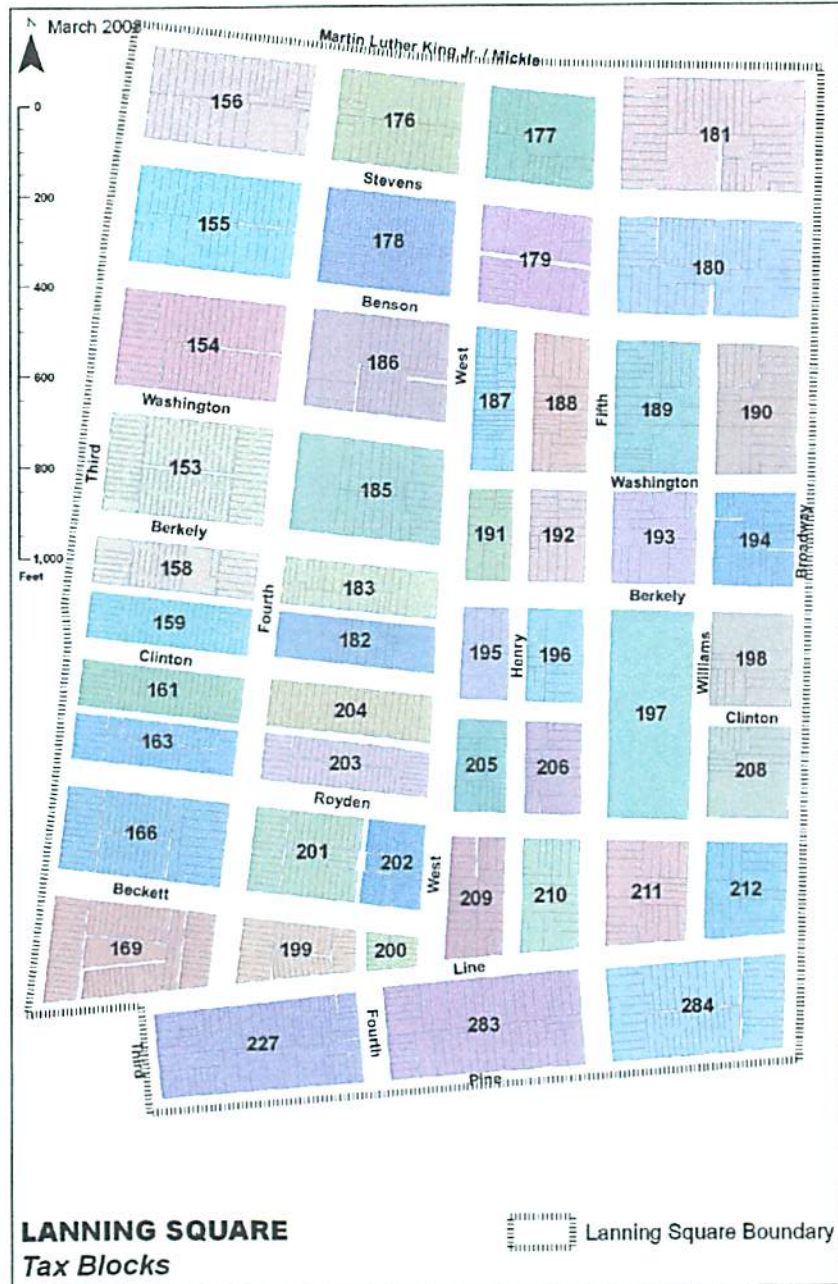 N
March 2008
Martin Luther King Jr. / Mickle
0
156
176
177
181
Stevens
200
155
178
179
180
400
Benson
154
186
West
187
188
Fifth
189
190
600
Washington
Third
153
185
Washington
800
191
192
193
194
Broadway
Berkely
1,000
Feet
158
183
Berkely
159
Fourth
182
195
Henry
196
Williams
198
Clinton
161
204
197
Clinton
163
203
205
206
208
Royden
166
201
202
West
209
210
211
212
Beckett
169
199
200
Line
Third
227
Fourth
283
284
Pine
LANNING SQUARE
Tax Blocks
Lanning Square Boundary